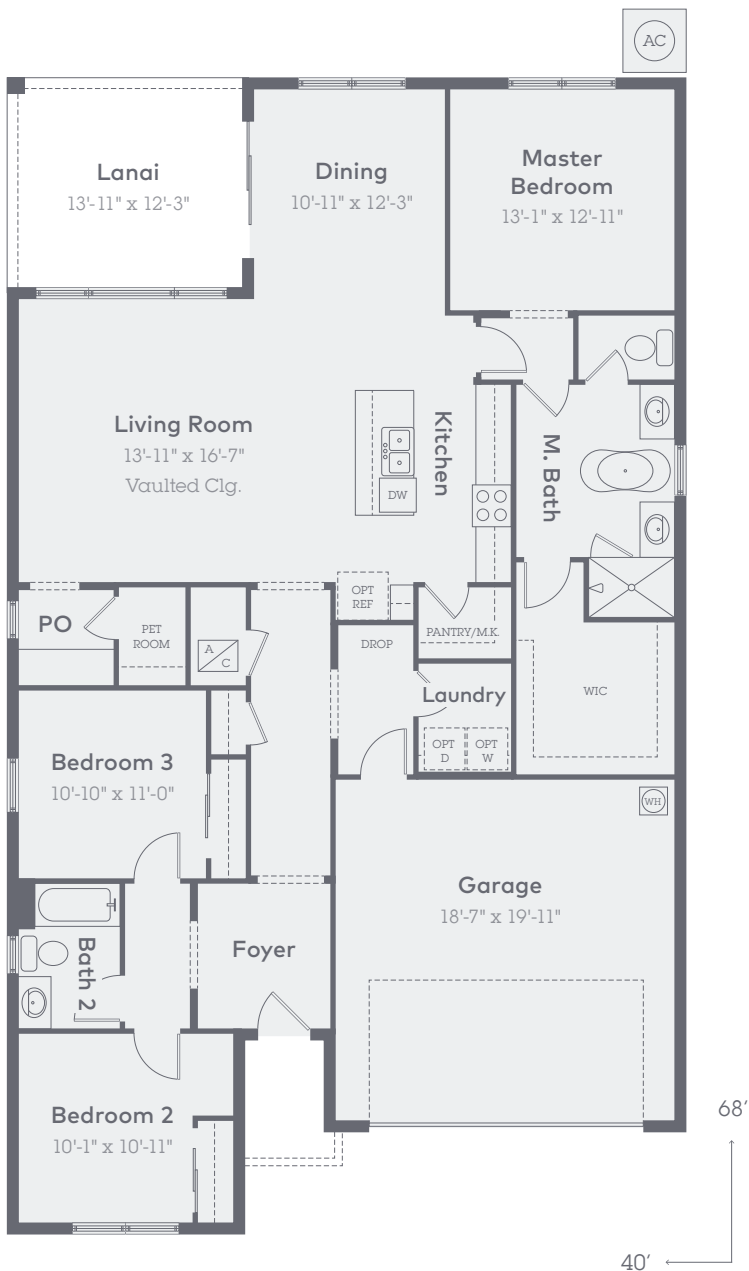 AC
Lanai
13'-11" x 12'-3"
Dining
10'-11" x 12'-3"
Master
Bedroom
13'-1" x 12'-11"
Living Room
13'-11" x 16'-7"
Vaulted Clg.
Kitchen
DW
M. Bath
OPT
REF
PO
PET
ROOM
A
C
DROP
PANTRY/M.K.
Laundry
OPT
D
OPT
W
WIC
Bedroom 3
10'-10" x 11'-0"
WH
Garage
18'-7" x 19'-11"
Foyer
Bath 2
Bedroom 2
10'-1" x 10'-11"
68'
40'